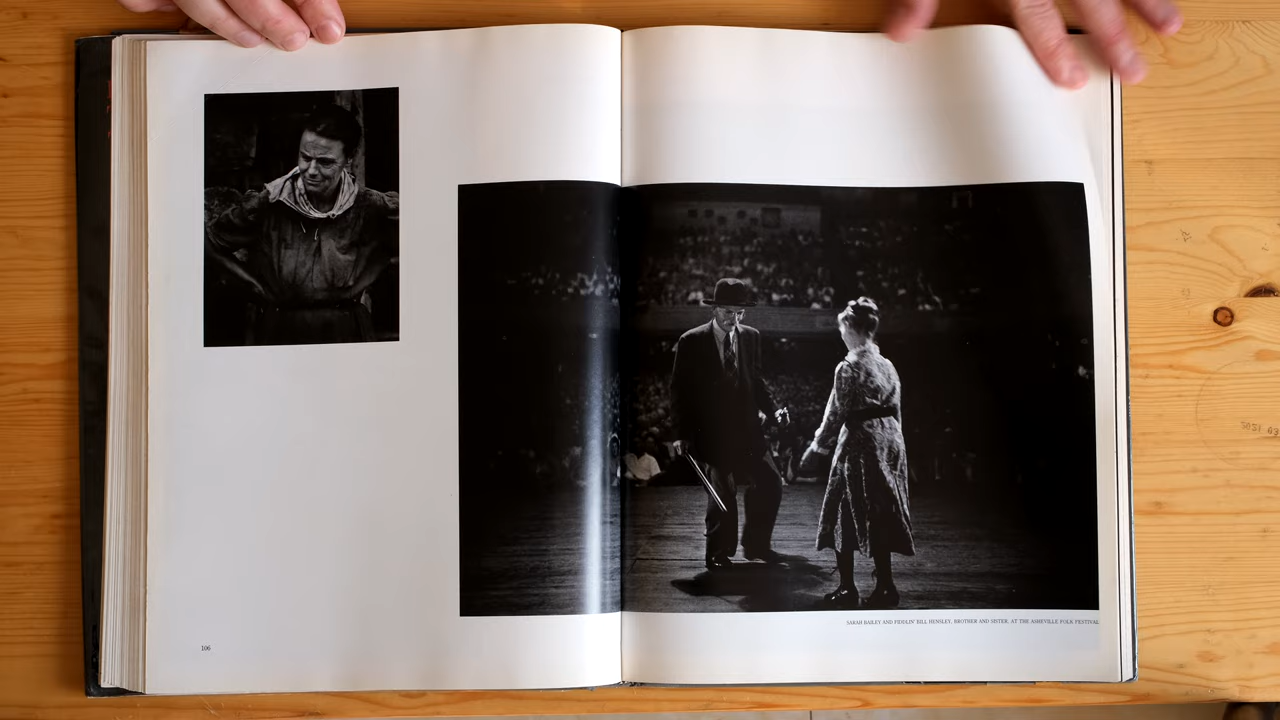 SARAH BAILEY AND FIDDLIN' BILL HENSLEY, BROTHER AND SISTER, AT THE ASHEVILLE FOLK FESTIVAL
106